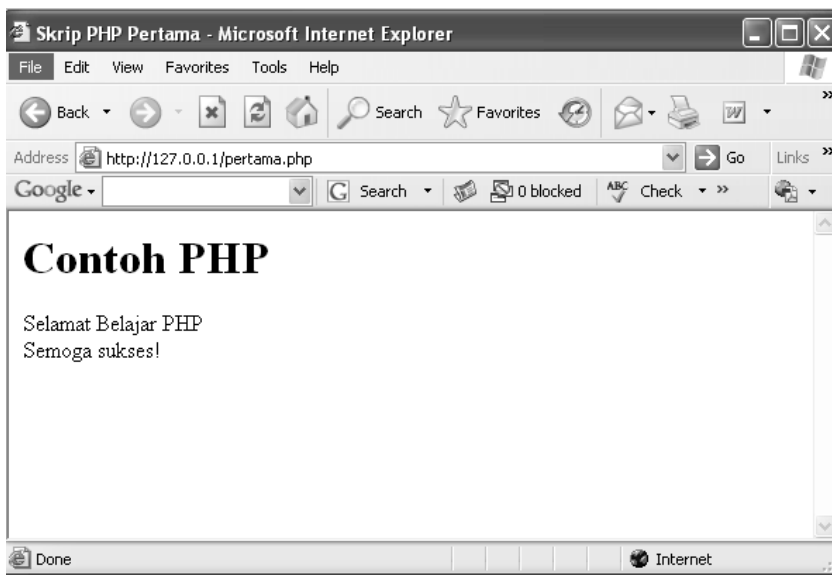 Skrip PHP Pertama - Microsoft Internet Explorer
File Edit View Favorites Tools Help
Back Search Favorites W
Address http://127.0.0.1/pertama.php Go Links »
Google G Search 0 blocked ABC Check »
Contoh PHP
Selamat Belajar PHP
Semoga sukses!
Done Internet